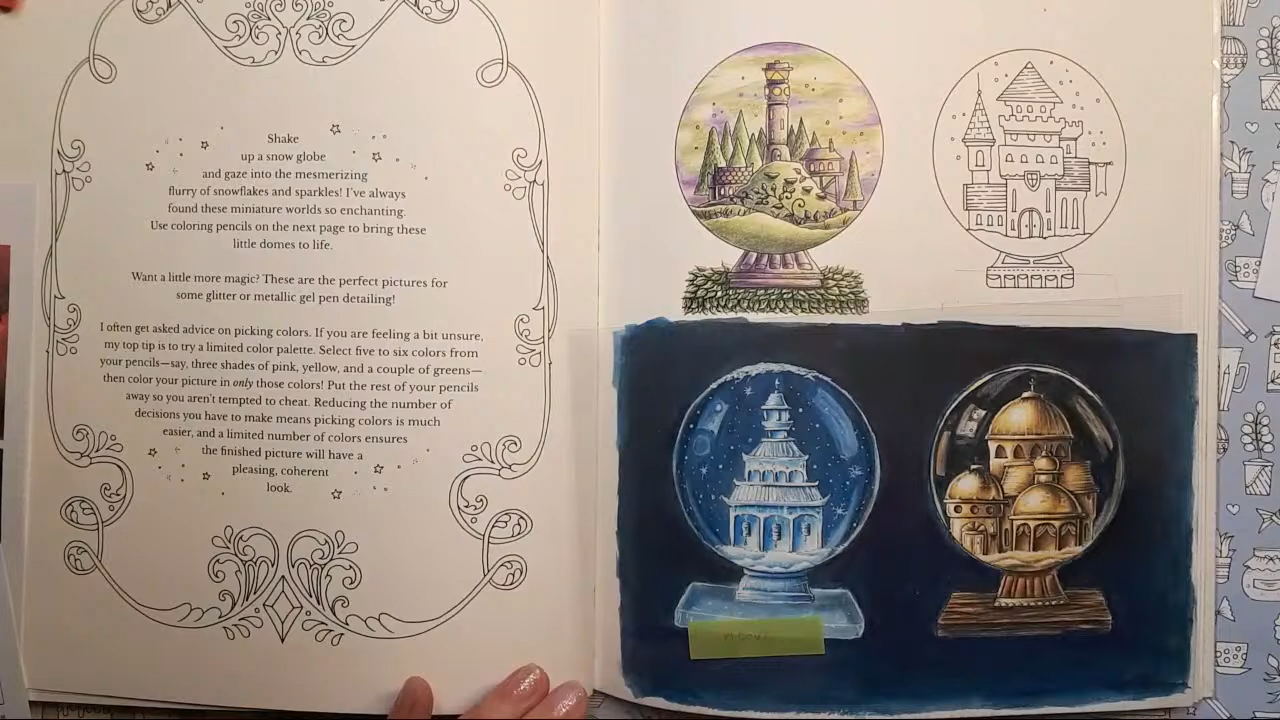 Shake
up a snow globe
and gaze into the mesmerizing
flurry of snowflakes and sparkles! I've always
found these miniature worlds so enchanting.
Use coloring pencils on the next page to bring these
little domes to life.
Want a little more magic? These are the perfect pictures for
some glitter or metallic gel pen detailing!
I often get asked advice on picking colors. If you are feeling a bit unsure,
my top tip is to try a limited color palette. Select five to six colors from
your pencils—say, three shades of pink, yellow, and a couple of greens—
then color your picture in only those colors! Put the rest of your pencils
away so you aren't tempted to cheat. Reducing the number of
decisions you have to make means picking colors is much
easier, and a limited number of colors ensures
the finished picture will have a
pleasing, coherent
look.